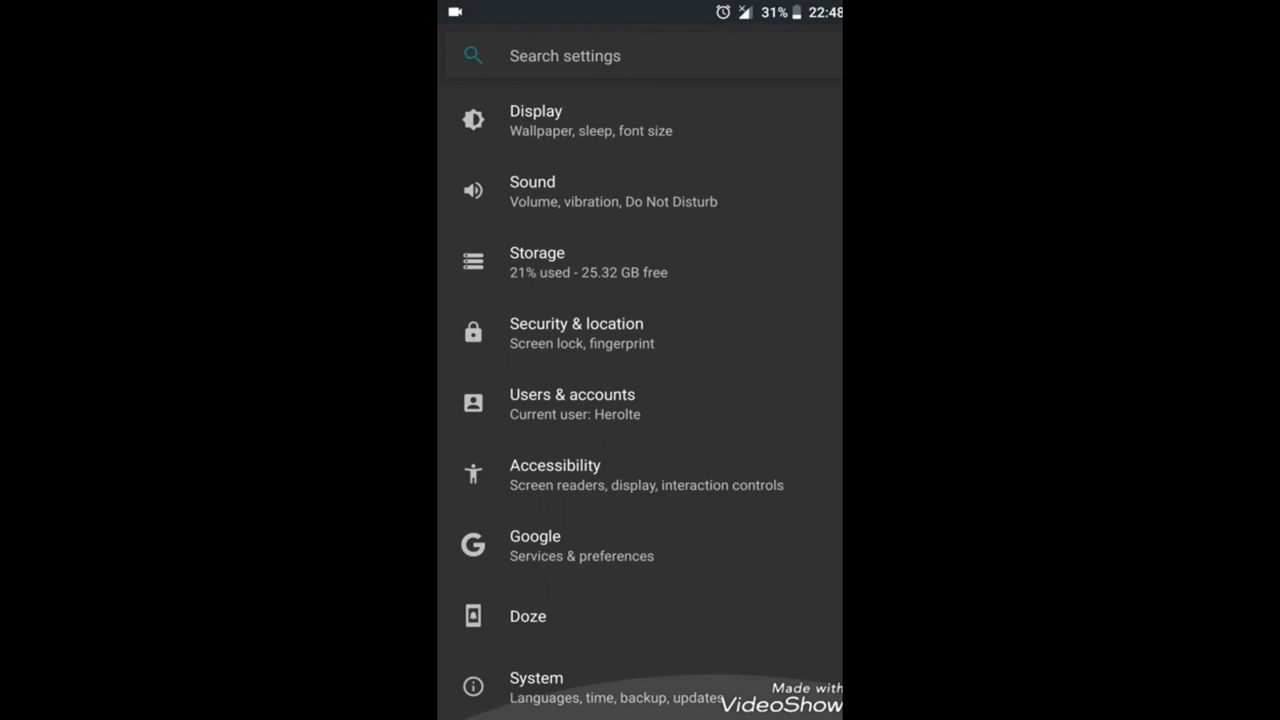 31% 22:48
Search settings
Display
Wallpaper, sleep, font size
Sound
Volume, vibration, Do Not Disturb
Storage
21% used - 25.32 GB free
Security & location
Screen lock, fingerprint
Users & accounts
Current user: Herolte
Accessibility
Screen readers, display, interaction controls
Google
Services & preferences
Doze
System
Languages, time, backup, updates
Made with
VideoShow